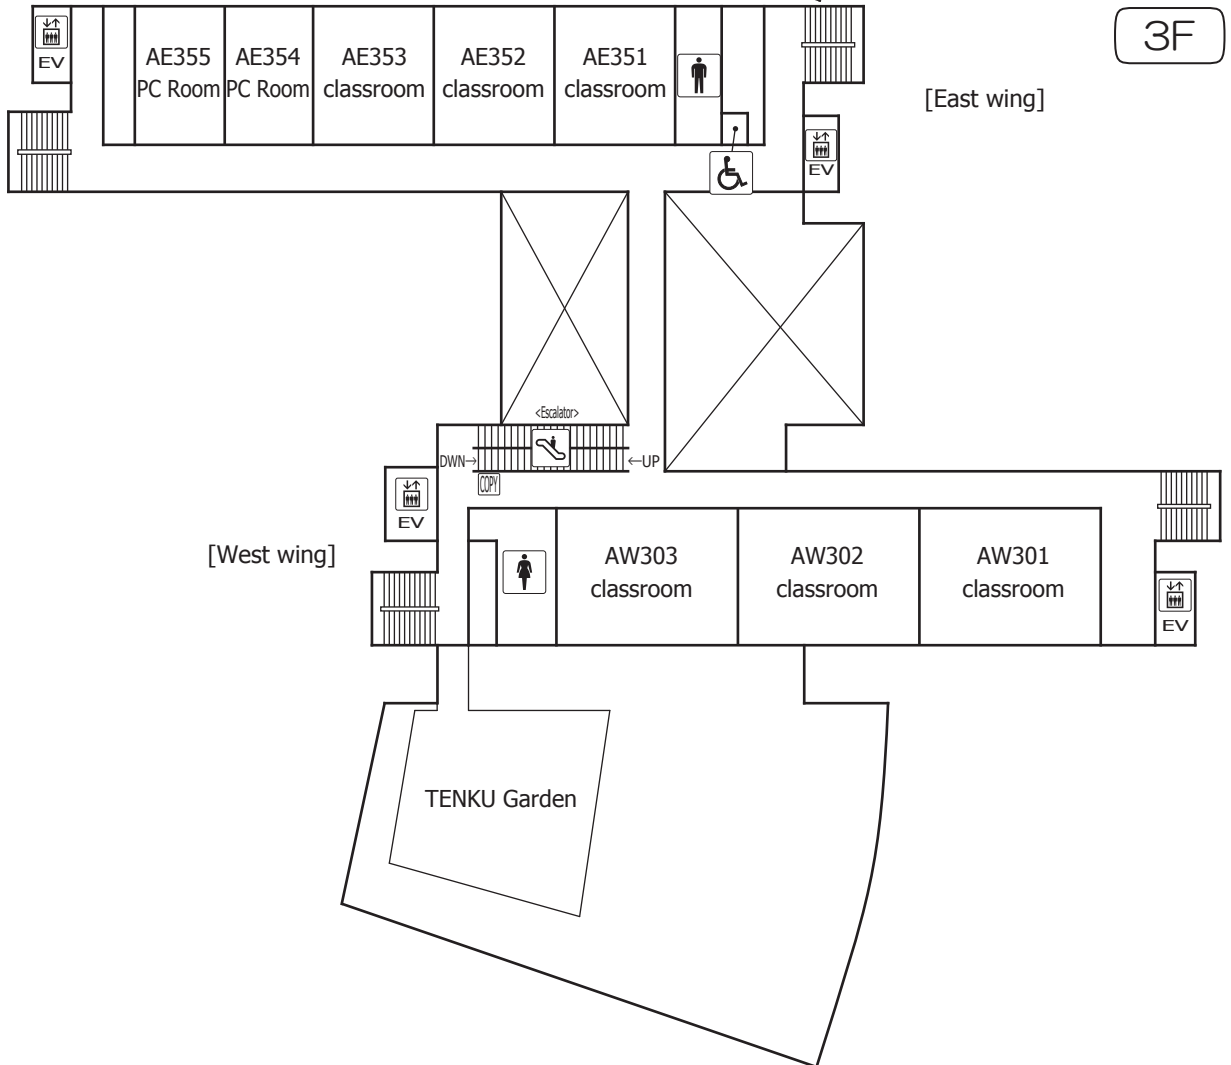 3F
EV
AE355
PC Room
AE354
PC Room
AE353
classroom
AE352
classroom
AE351
classroom
[East wing]
EV
<Escalator>
DWN→
←UP
COPY
EV
[West wing]
AW303
classroom
AW302
classroom
AW301
classroom
EV
TENKU Garden